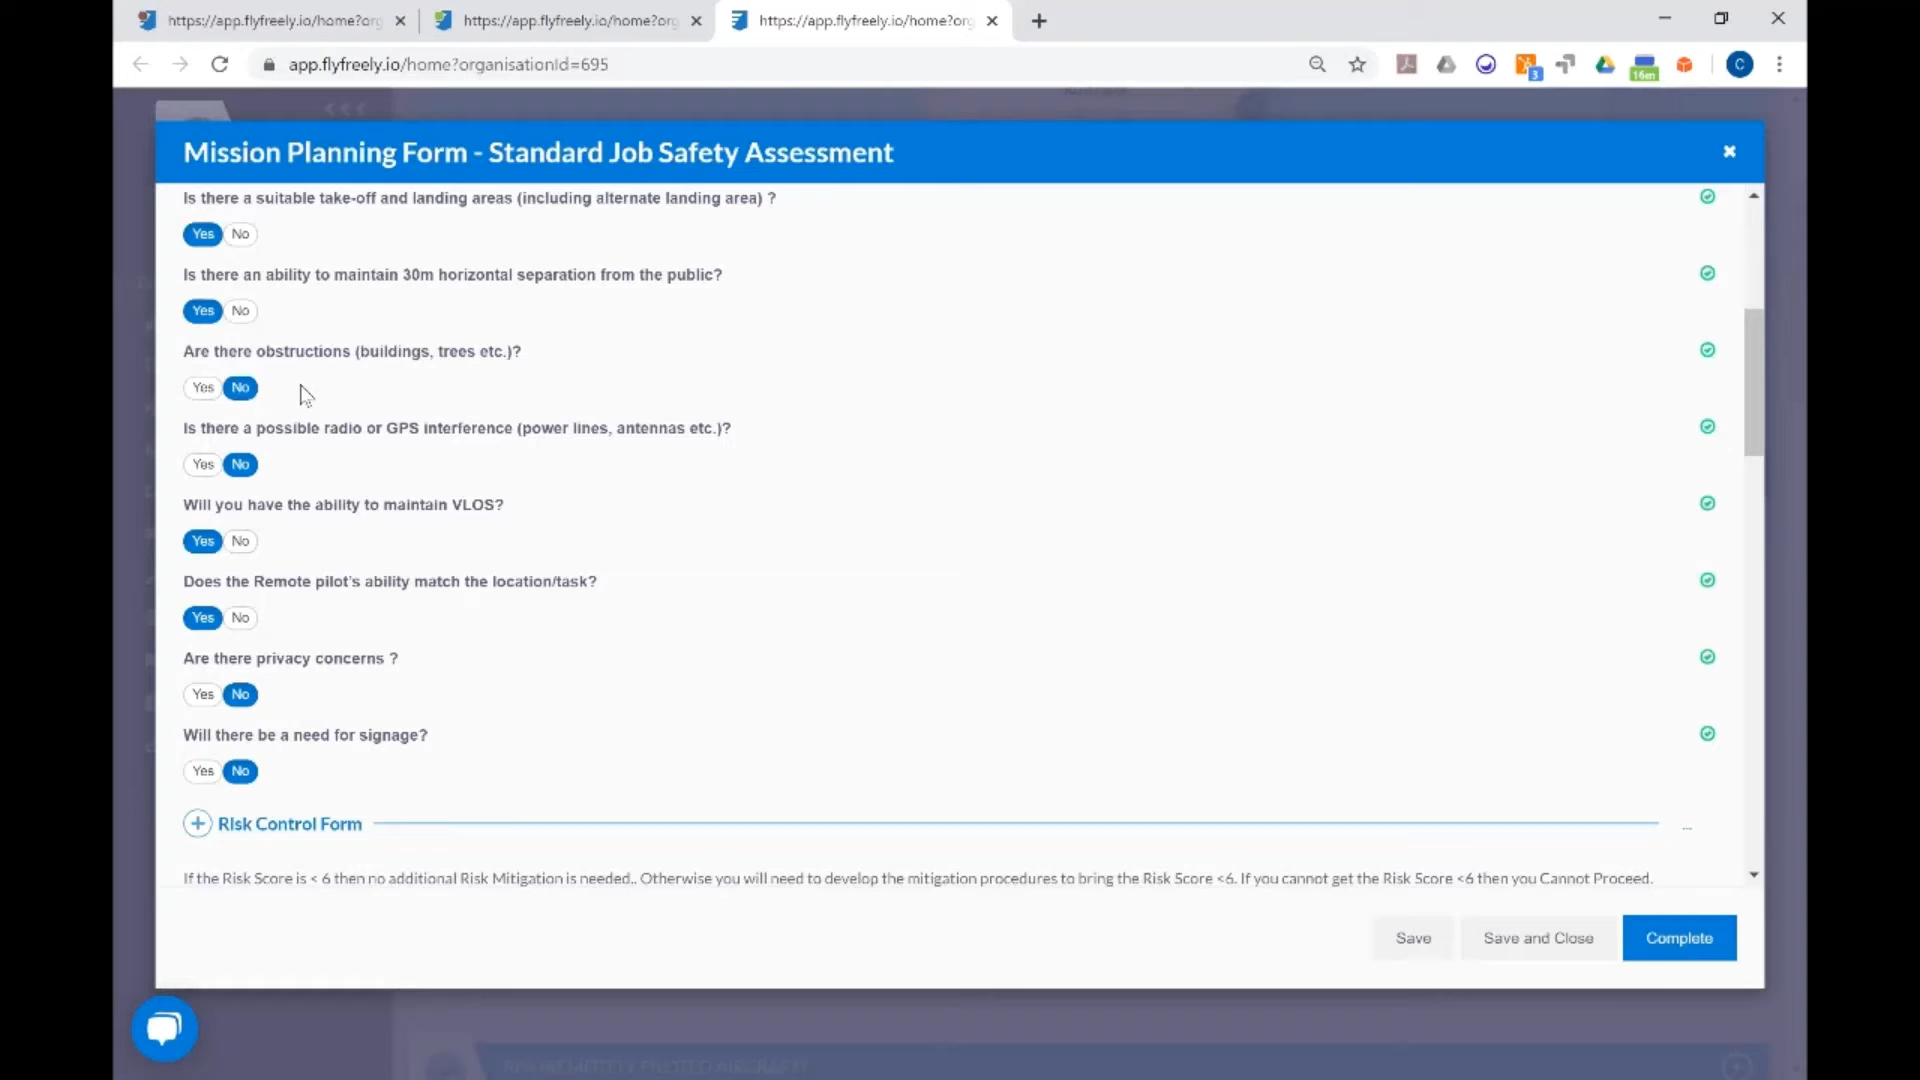 https://app.flyfreely.io/home?org
https://app.flyfreely.io/home?org
https://app.flyfreely.io/home?org
app.flyfreely.io/home?organisationId=695
3
16m
C
Mission Planning Form - Standard Job Safety Assessment
Is there a suitable take-off and landing areas (including alternate landing area) ?
Yes No
Is there an ability to maintain 30m horizontal separation from the public?
Yes No
Are there obstructions (buildings, trees etc.)?
Yes No
Is there a possible radio or GPS interference (power lines, antennas etc.)?
Yes No
Will you have the ability to maintain VLOS?
Yes No
Does the Remote pilot's ability match the location/task?
Yes No
Are there privacy concerns ?
Yes No
Will there be a need for signage?
Yes No
Risk Control Form
...
If the Risk Score is < 6 then no additional Risk Mitigation is needed.. Otherwise you will need to develop the mitigation procedures to bring the Risk Score <6. If you cannot get the Risk Score <6 then you Cannot Proceed.
Save Save and Close Complete